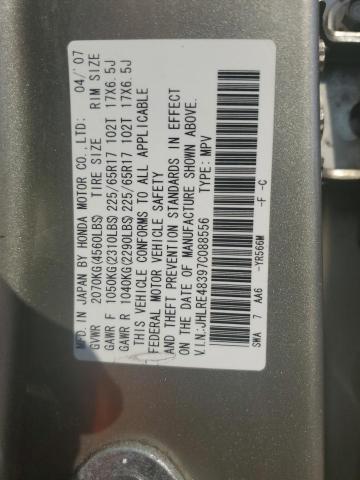 MFD. IN JAPAN BY HONDA MOTOR CO., LTD. 04/'07
GVWR 2070KG(4560LBS) TIRE SIZE RIM SIZE
GAWR F 1050KG(2310LBS) 225/65R17 102T 17X6.5J
GAWR R 1040KG(2290LBS) 225/65R17 102T 17X6.5J
THIS VEHICLE CONFORMS TO ALL APPLICABLE
FEDERAL MOTOR VEHICLE SAFETY
AND THEFT PREVENTION STANDARDS IN EFFECT
ON THE DATE OF MANUFACTURE SHOWN ABOVE.
V.I.N:JHLRE48397C088556 TYPE: MPV
SWA 7 AA6 -YR566M -F -C